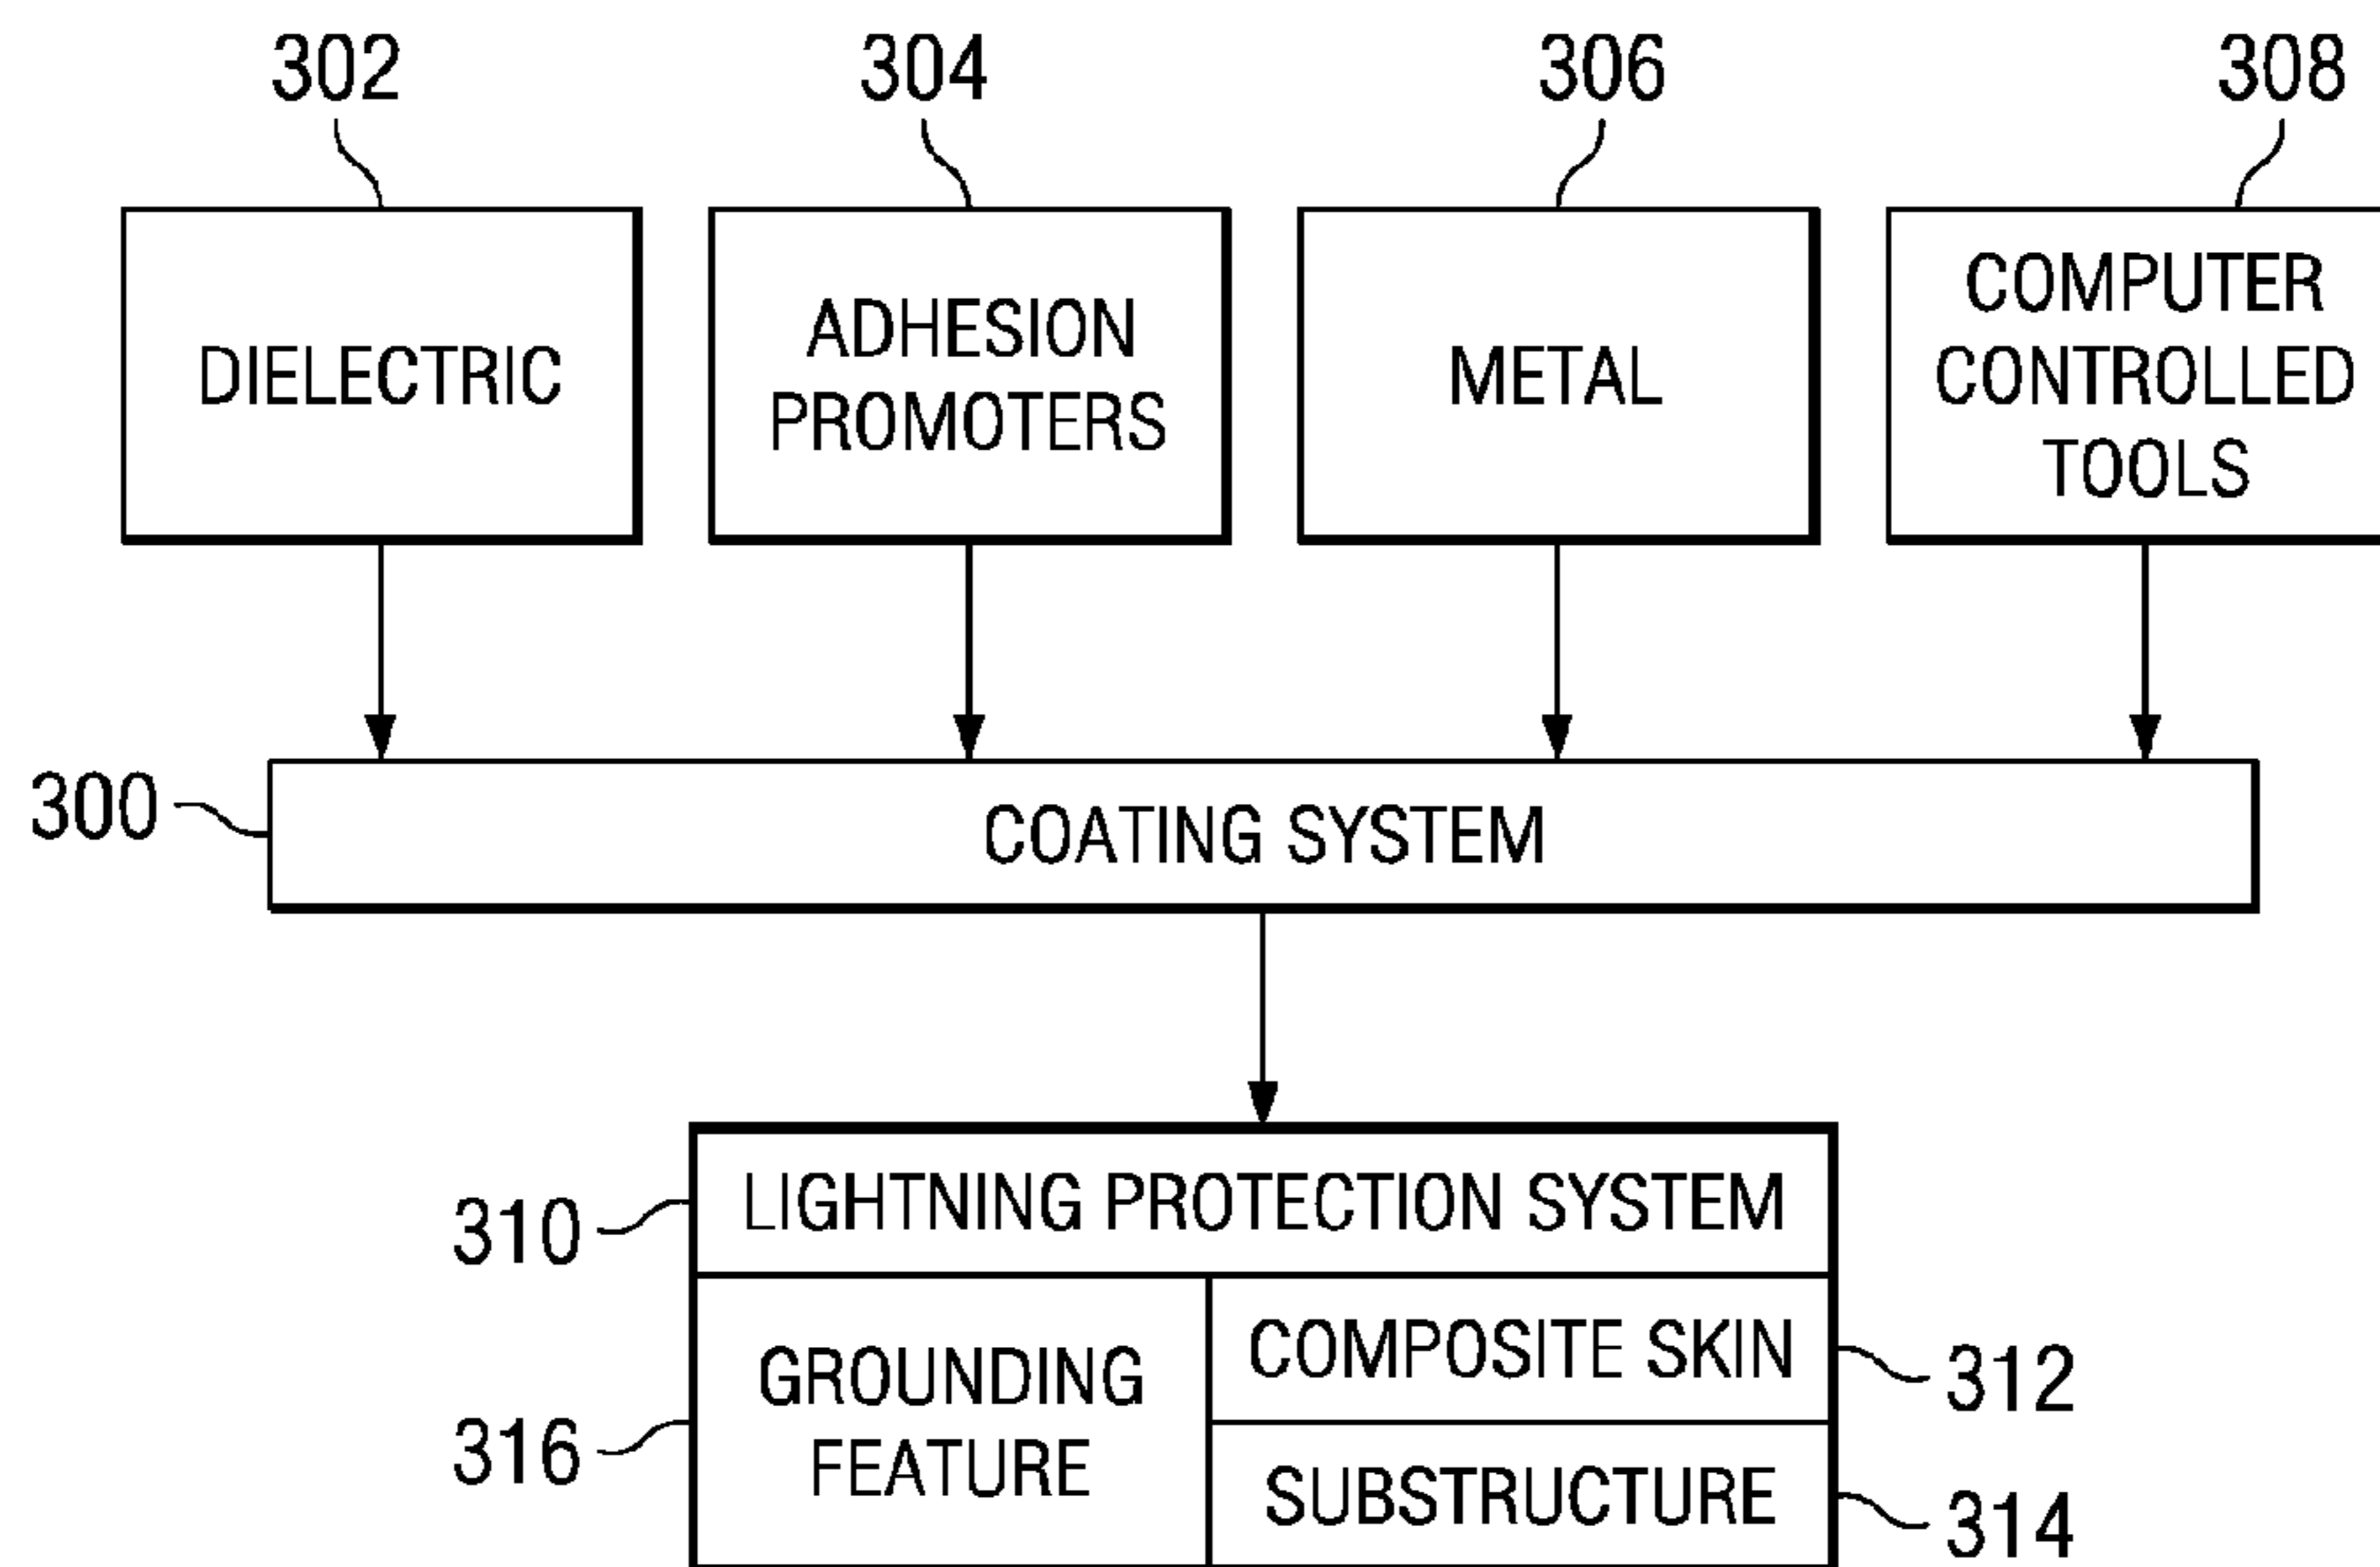 302
304
306
308
DIELECTRIC
ADHESION
PROMOTERS
METAL
COMPUTER
CONTROLLED
TOOLS
300
COATING SYSTEM
310
LIGHTNING PROTECTION SYSTEM
316
GROUNDING
FEATURE
COMPOSITE SKIN
312
SUBSTRUCTURE
314